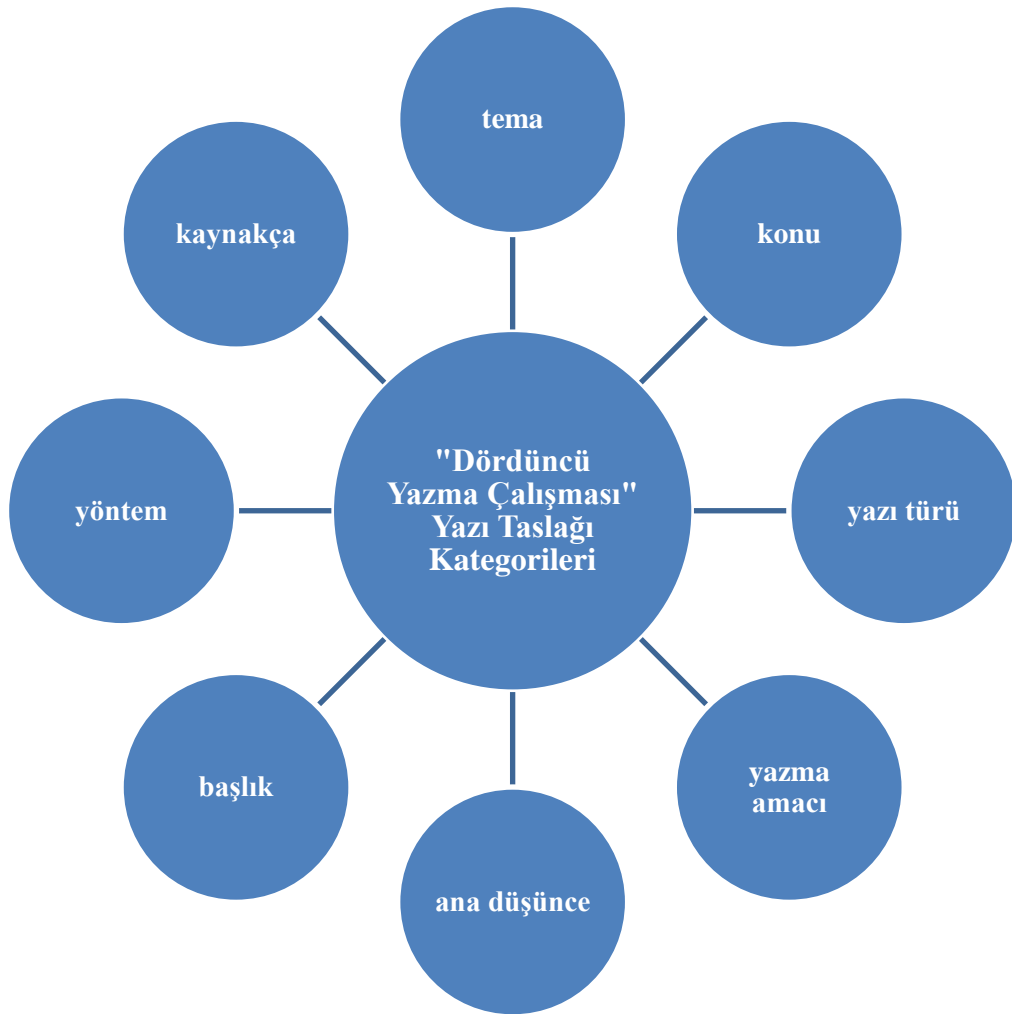 tema
kaynakça
konu
"Dördüncü
Yazma Çalışması"
Yazı Taslağı
Kategorileri
yöntem
yazı türü
başlık
yazma
amacı
ana düşünce